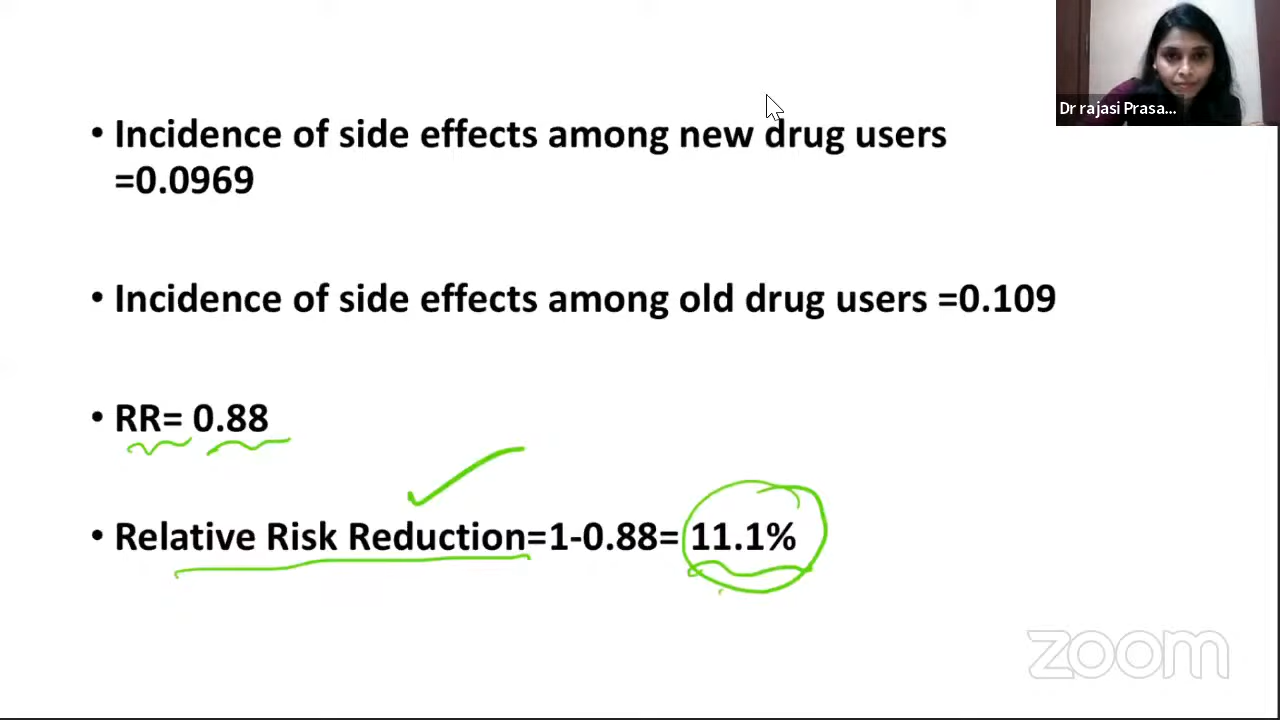 • Incidence of side effects among new drug users
=0.0969
Dr rajasi Prasa...
• Incidence of side effects among old drug users =0.109
• RR= 0.88
• Relative Risk Reduction=1-0.88= 11.1%
zoom